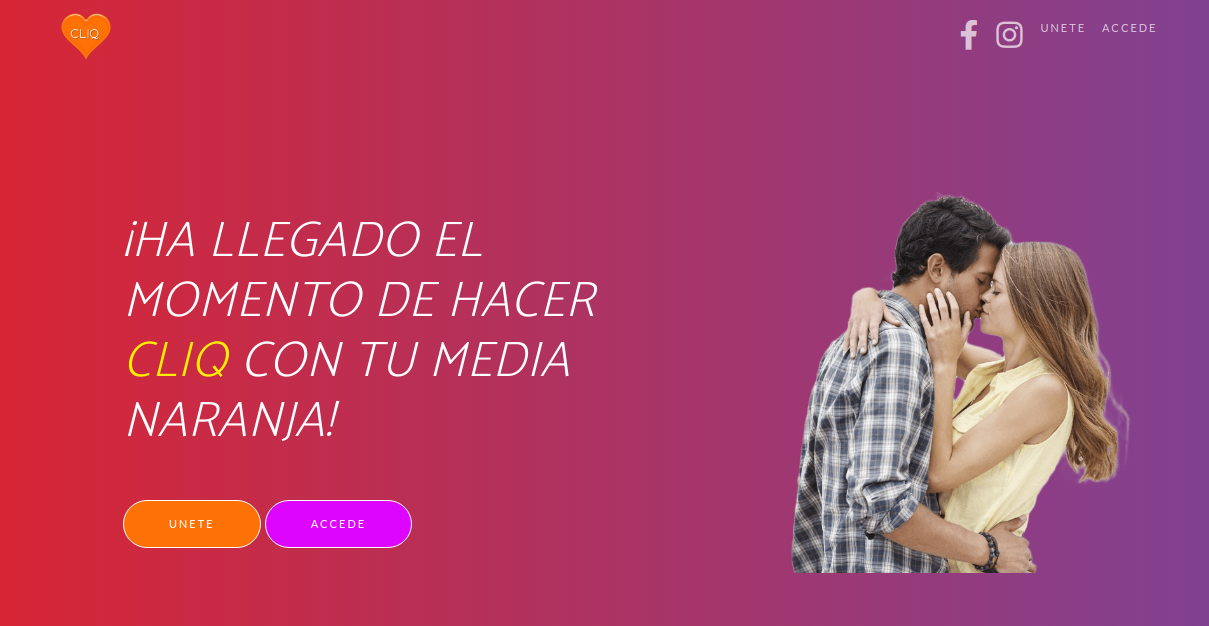 CLIQ
UNETE ACCEDE
¡HA LLEGADO EL
MOMENTO DE HACER
CLIQ CON TU MEDIA
NARANJA!
UNETE ACCEDE